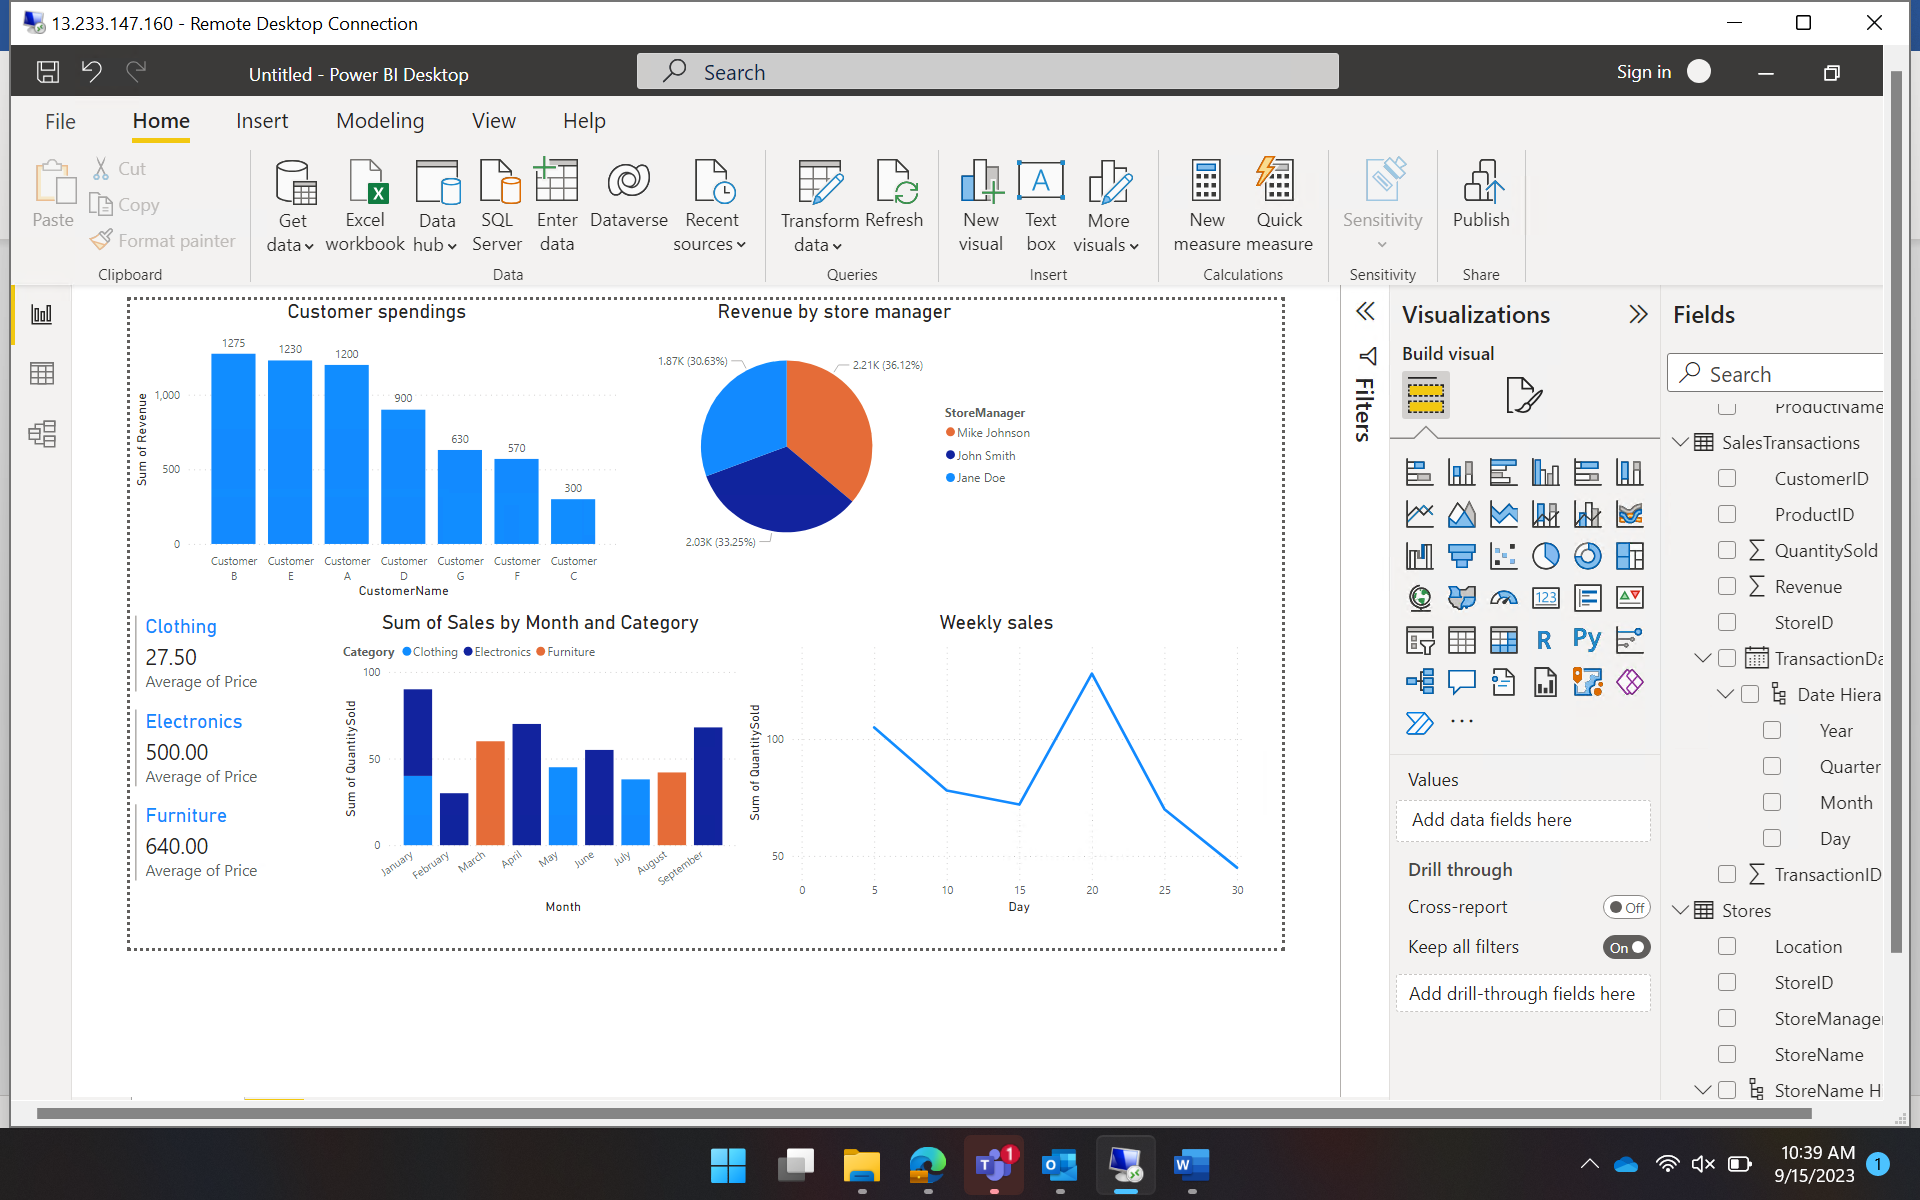 13.233.147.160 - Remote Desktop Connection
Untitled - Power BI Desktop
Search
Sign in
File
Home
Insert
Modeling
View
Help
Paste
Cut
Copy
Format painter
Clipboard
Get data
Excel workbook
Data hub
SQL Server
Enter data
Dataverse
Recent sources
Data
Transform data
Refresh
Queries
New visual
Text box
More visuals
Insert
New measure
Quick measure
Calculations
Sensitivity
Sensitivity
Publish
Share
Customer spendings
Sum of Revenue
1,000
500
0
1275
1230
1200
900
630
570
300
Customer B
Customer E
Customer A
Customer D
Customer G
Customer F
Customer C
CustomerName
Revenue by store manager
1.87K (30.63%)
2.21K (36.12%)
2.03K (33.25%)
StoreManager
Mike Johnson
John Smith
Jane Doe
Clothing
27.50
Average of Price
Electronics
500.00
Average of Price
Furniture
640.00
Average of Price
Sum of Sales by Month and Category
Category Clothing Electronics Furniture
Sum of QuantitySold
100
50
0
January
February
March
April
May
June
July
August
September
Month
Weekly sales
Sum of QuantitySold
100
50
0
5
10
15
20
25
30
Day
Filters
Visualizations
Build visual
123
R
Py
...
Values
Add data fields here
Drill through
Cross-report
Off
Keep all filters
On
Add drill-through fields here
Fields
Search
ProductName
SalesTransactions
CustomerID
ProductID
QuantitySold
Revenue
StoreID
TransactionDa
Date Hiera
Year
Quarter
Month
Day
TransactionID
Stores
Location
StoreID
StoreManager
StoreName
StoreName H
1
10:39 AM
9/15/2023
1